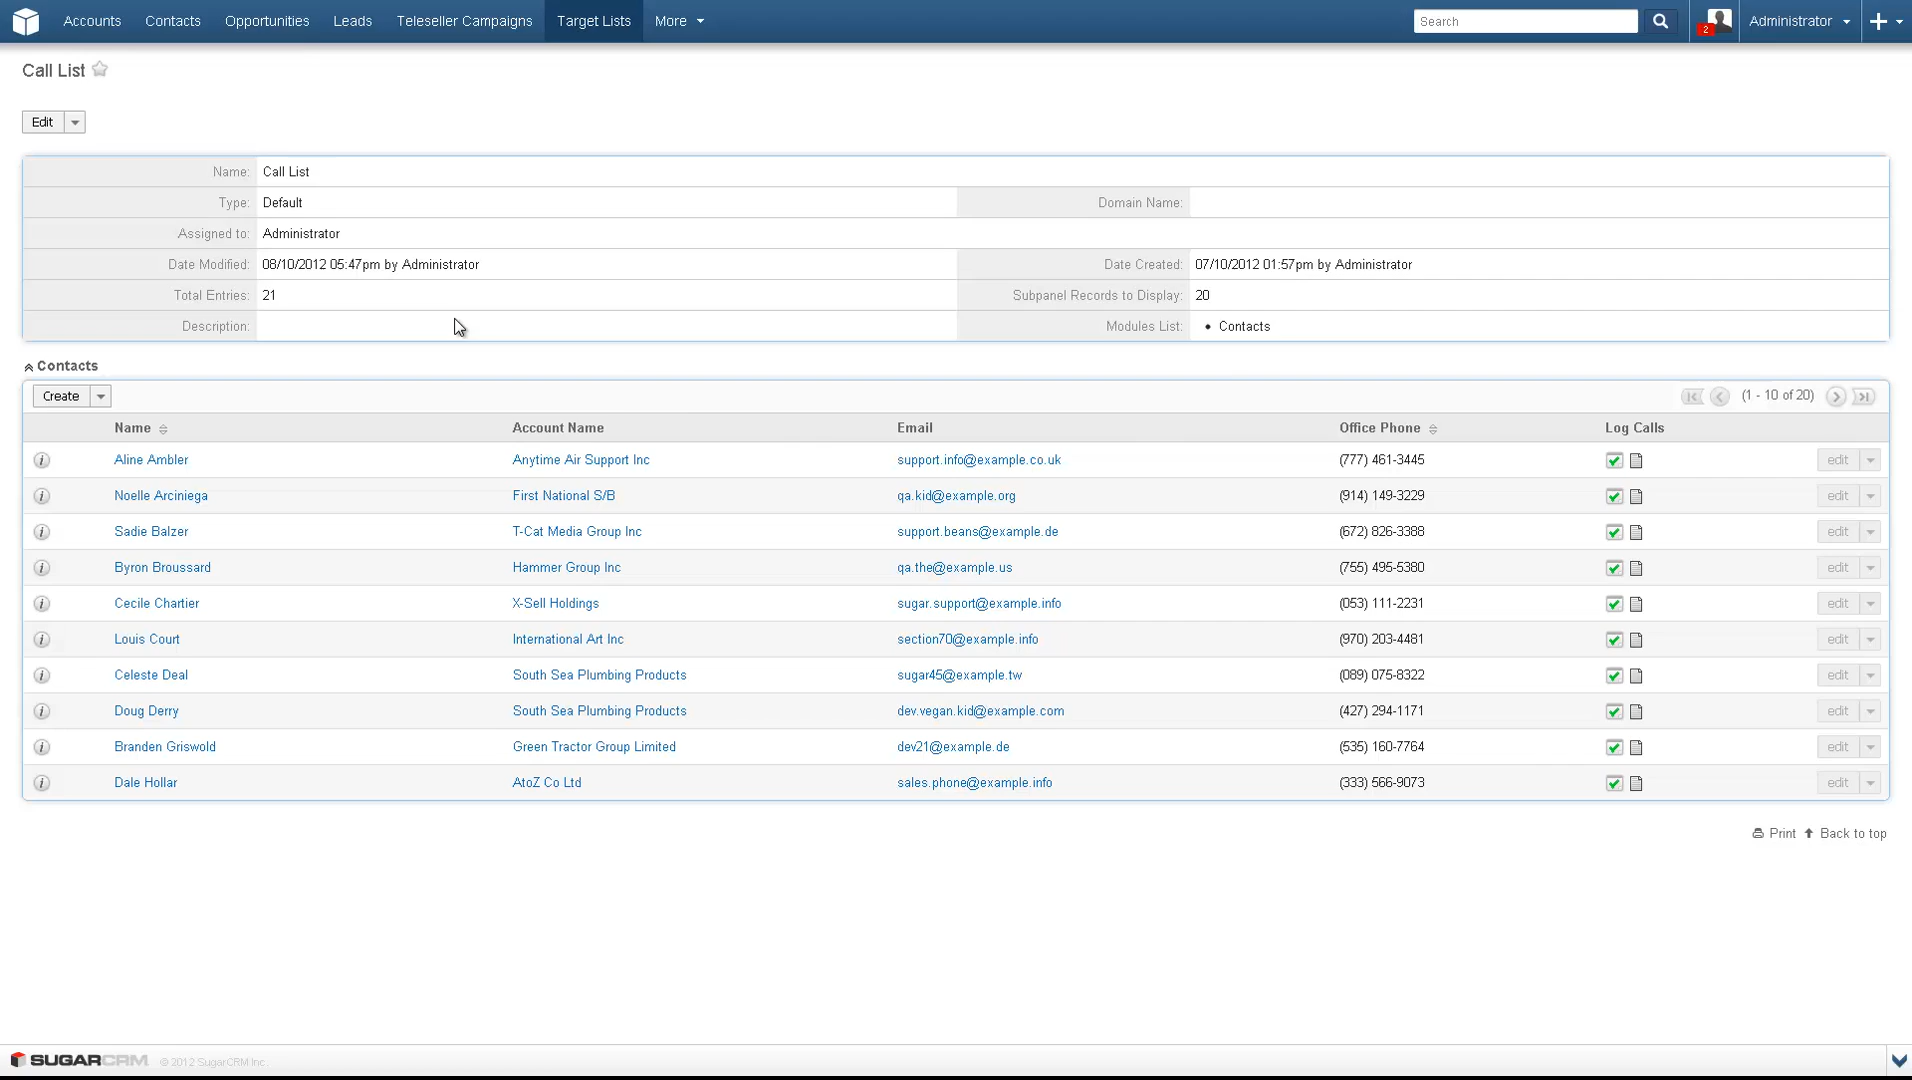 Accounts Contacts Opportunities Leads Teleseller Campaigns Target Lists More Search 2 Administrator
Call List
Edit
Name: Call List
Type: Default Domain Name:
Assigned to: Administrator
Date Modified: 08/10/2012 05:47pm by Administrator Date Created: 07/10/2012 01:57pm by Administrator
Total Entries: 21 Subpanel Records to Display: 20
Description: Modules List: • Contacts
Contacts
Create (1 - 10 of 20)
Name Account Name Email Office Phone Log Calls
Aline Ambler Anytime Air Support Inc support.info@example.co.uk (777) 461-3445 edit
Noelle Arciniega First National S/B qa.kid@example.org (914) 149-3229 edit
Sadie Balzer T-Cat Media Group Inc support.beans@example.de (672) 826-3388 edit
Byron Broussard Hammer Group Inc qa.the@example.us (755) 495-5380 edit
Cecile Chartier X-Sell Holdings sugar.support@example.info (053) 111-2231 edit
Louis Court International Art Inc section70@example.info (970) 203-4481 edit
Celeste Deal South Sea Plumbing Products sugar45@example.tw (089) 075-8322 edit
Doug Derry South Sea Plumbing Products dev.vegan.kid@example.com (427) 294-1171 edit
Branden Griswold Green Tractor Group Limited dev21@example.de (535) 160-7764 edit
Dale Hollar AtoZ Co Ltd sales.phone@example.info (333) 566-9073 edit
Print Back to top
SUGARCRM © 2012 SugarCRM Inc.